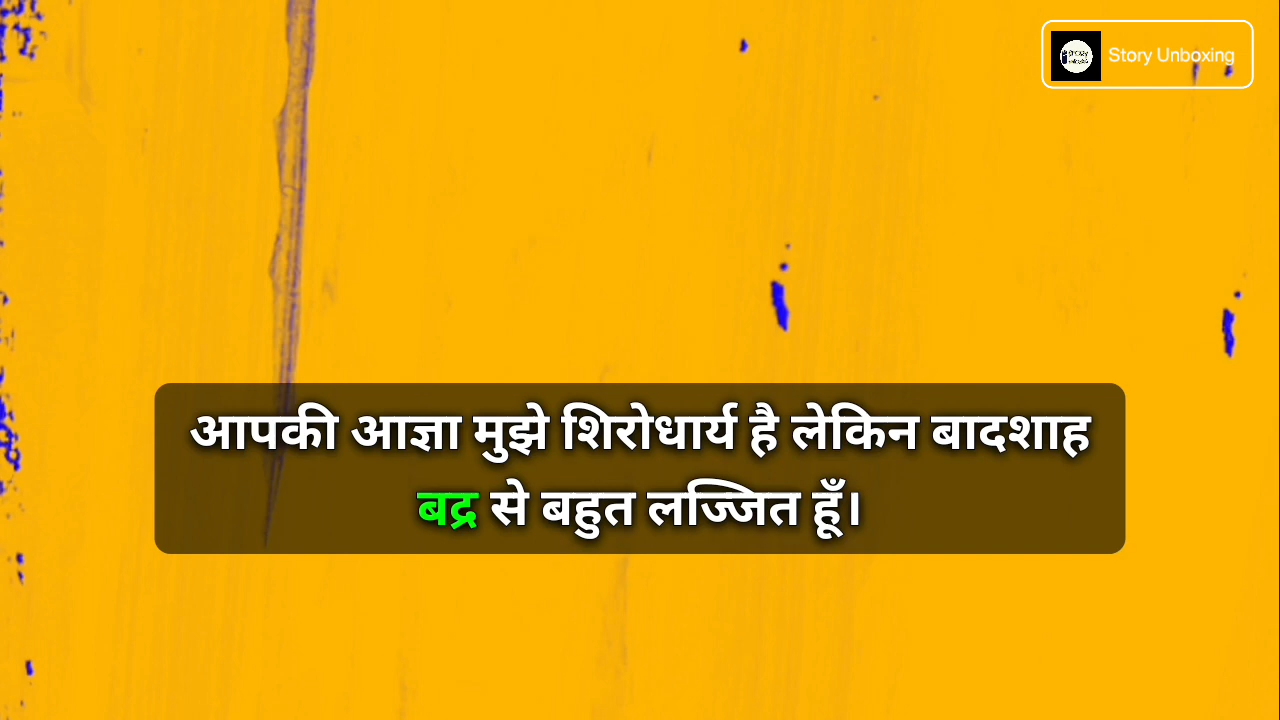 Story Unboxing
आपकी आज्ञा मुझे शिरोधार्य है लेकिन बादशाह
बद्र से बहुत लज्जित हूँ।